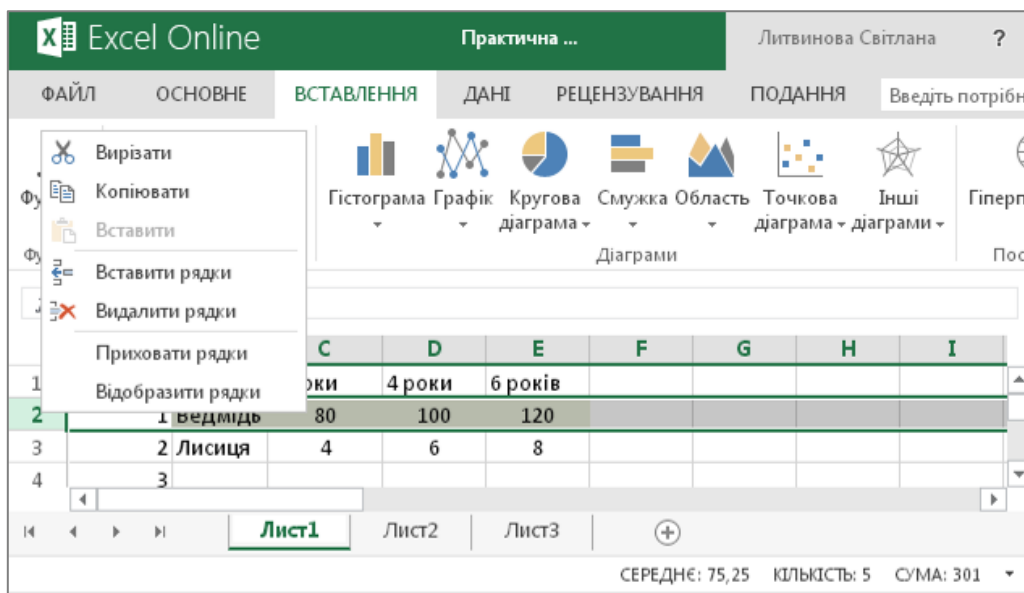 Excel Online Практична ... Литвинова Світлана ?
ФАЙЛ ОСНОВНЕ ВСТАВЛЕННЯ ДАНІ РЕЦЕНЗУВАННЯ ПОДАННЯ Введіть потрібн
Вирізати
Копіювати
Вставити
Вставити рядки
Видалити рядки
Приховати рядки
Відобразити рядки
Гістограма Графік Кругова діаграма Смужка Область Точкова діаграма Інші діаграми Гіперп
Діаграми Пос
C D E F G H I
1 оки 4 роки 6 років
2 1 Ведмідь 80 100 120
3 2 Лисиця 4 6 8
4 3
Лист1 Лист2 Лист3
СЕРЕДНЄ: 75,25 КІЛЬКІСТЬ: 5 СУМА: 301